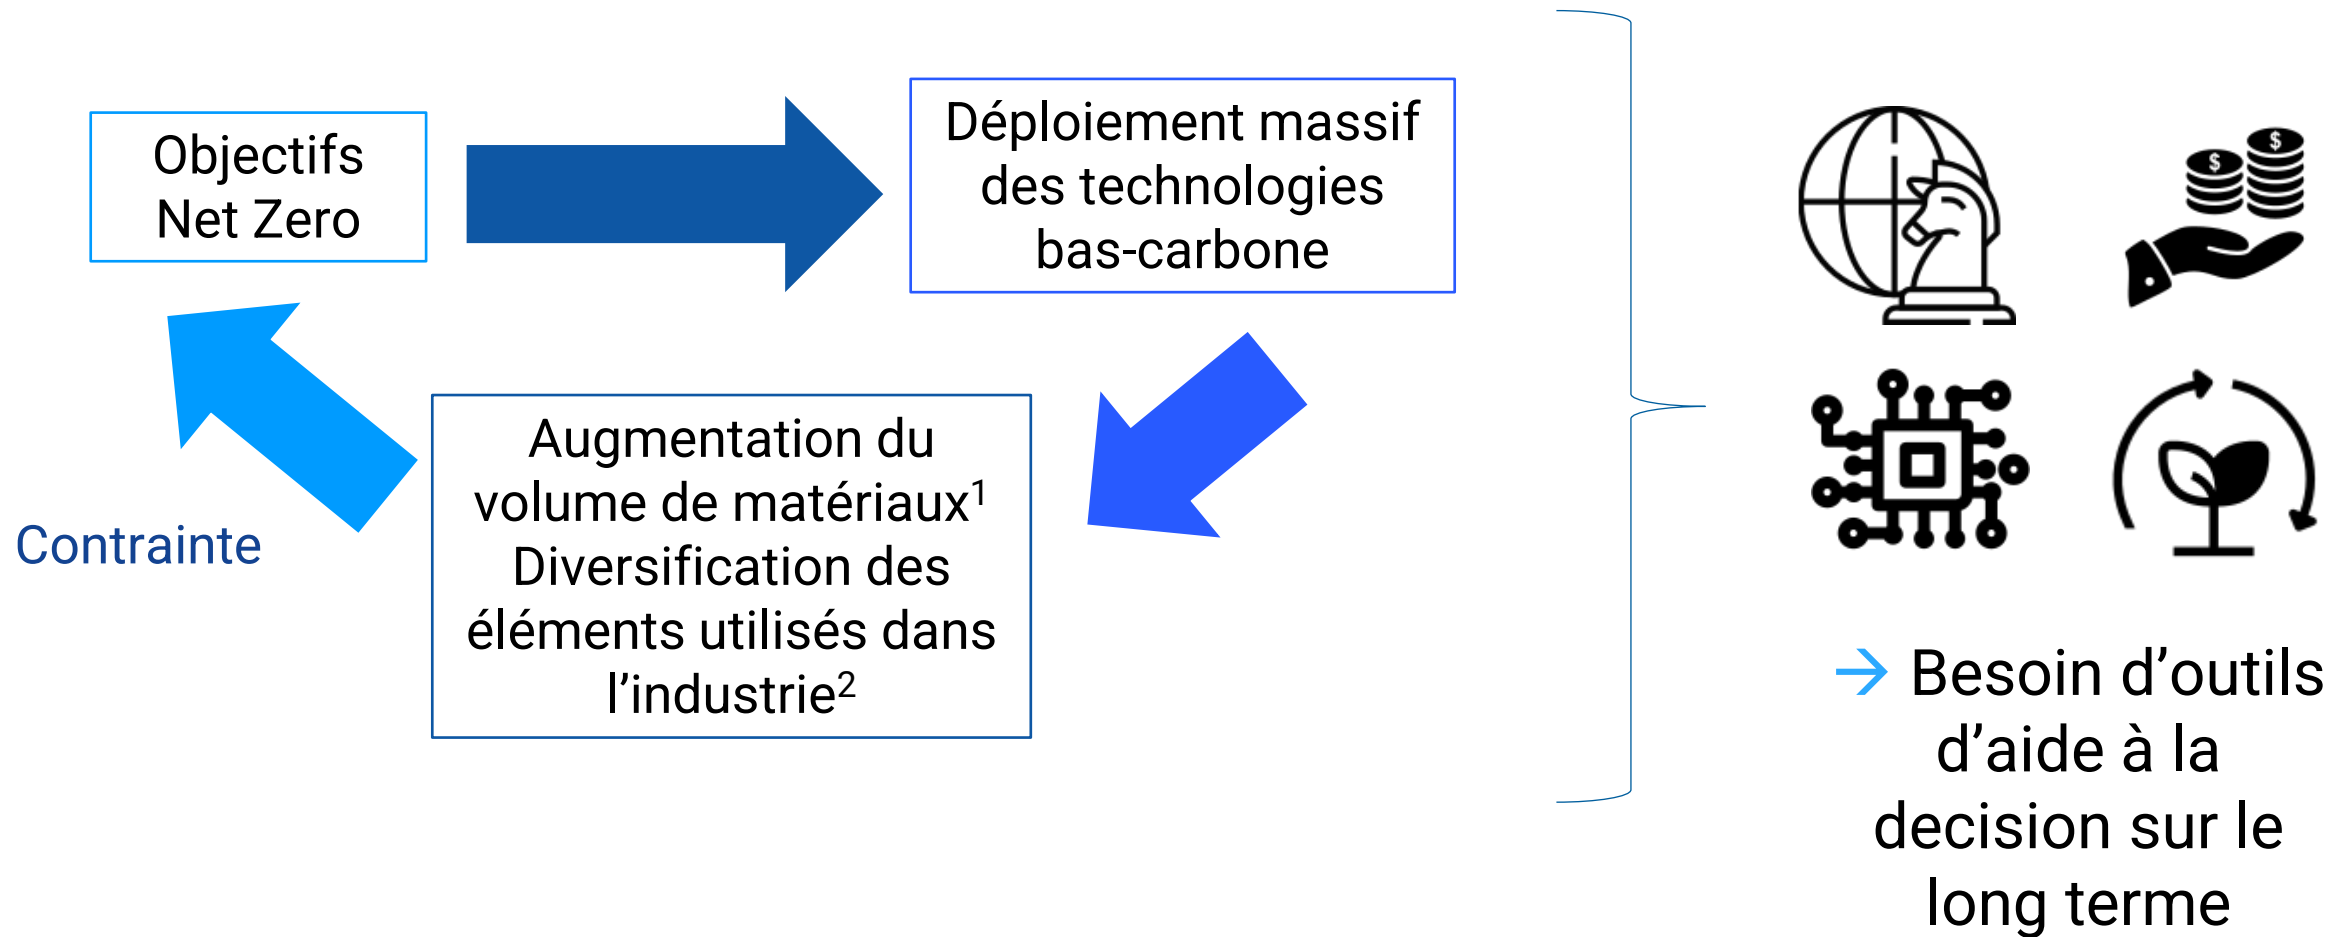 Objectifs
Net Zero
Déploiement massif
des technologies
bas-carbone
Augmentation du
volume de matériaux¹
Diversification des
éléments utilisés dans
l’industrie²
Contrainte
$
$
→ Besoin d’outils
d’aide à la
decision sur le
long terme